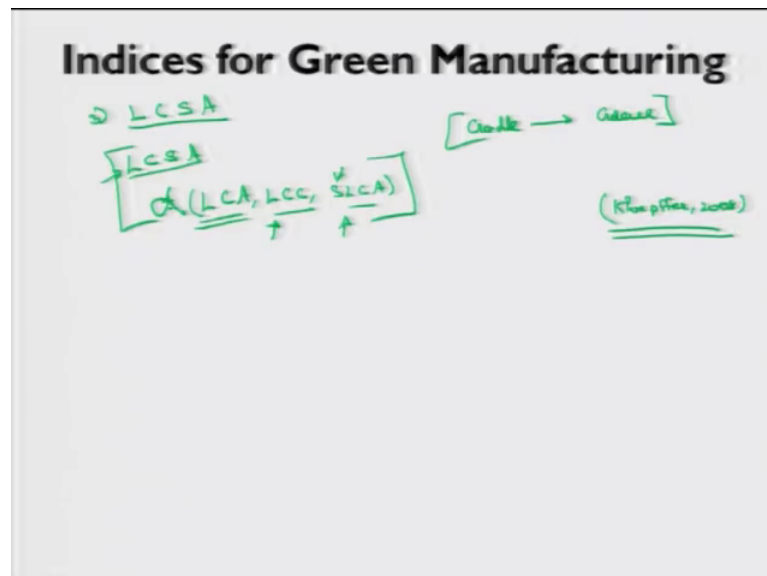 Indices for Green Manufacturing
⇒ LCSA
[Cradle → Grave]
LCSA
α (LCA, LCC, SLCA)
(Kloepffer, 2008)